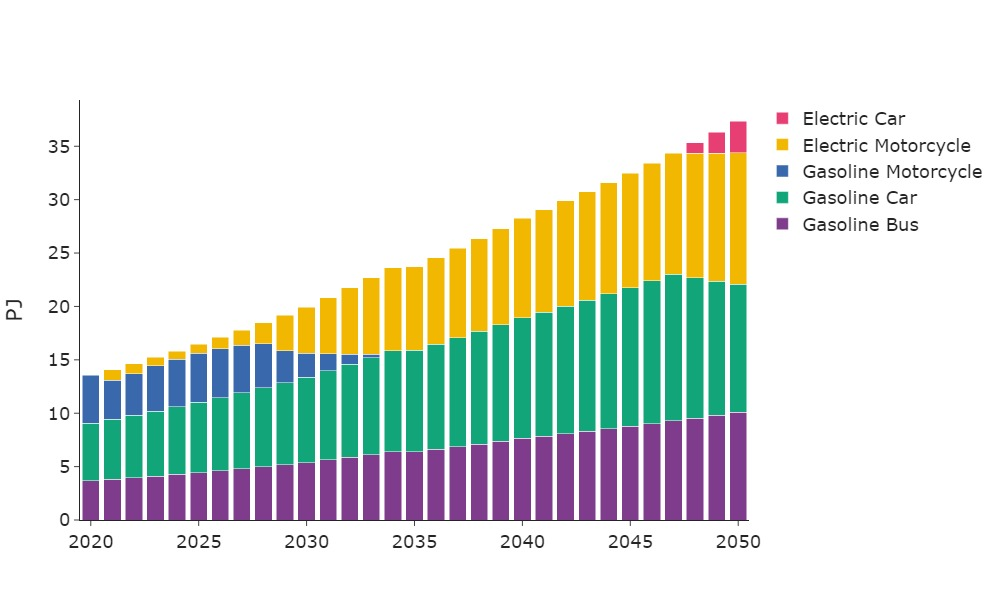 Electric Car
Electric Motorcycle
Gasoline Motorcycle
Gasoline Car
Gasoline Bus
PJ
35
30
25
20
15
10
5
0
2020 2025 2030 2035 2040 2045 2050